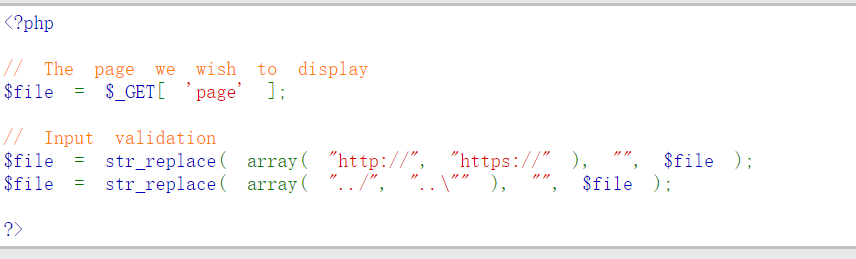 <?php
// The page we wish to display
$file = $_GET[ 'page' ];
// Input validation
$file = str_replace( array( "http://", "https://" ), "", $file );
$file = str_replace( array( "../", "..\"" ), "", $file );
?>